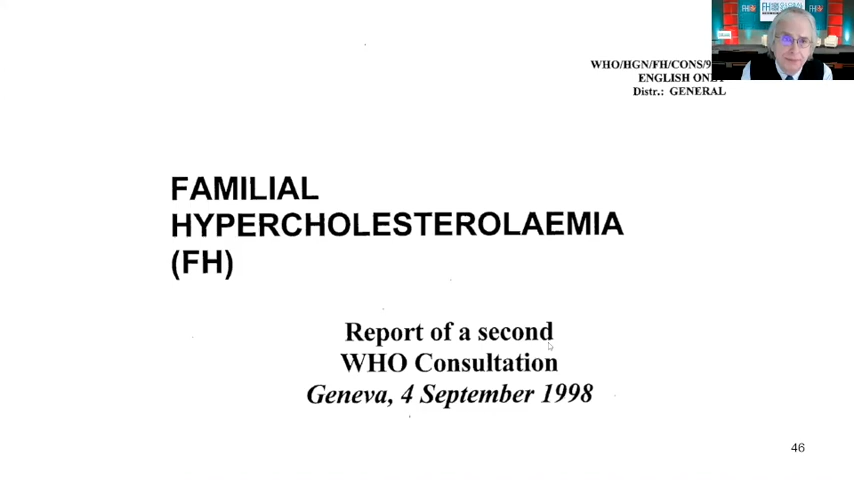 WHO/HGN/FH/CONS/9
ENGLISH ONLY
Distr.: GENERAL
FAMILIAL
HYPERCHOLESTEROLAEMIA
(FH)
Report of a second
WHO Consultation
Geneva, 4 September 1998
46